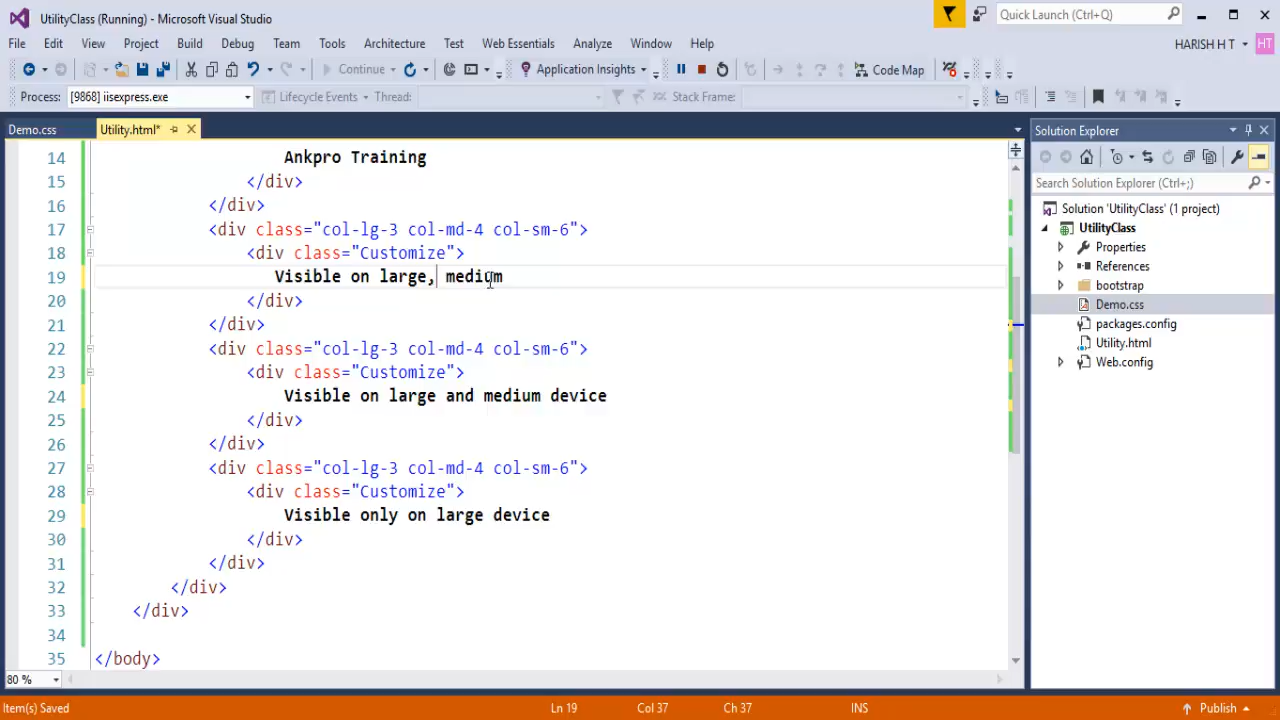 UtilityClass (Running) - Microsoft Visual Studio
Quick Launch (Ctrl+Q)
File Edit View Project Build Debug Team Tools Architecture Test Web Essentials Analyze Window Help
HARISH H T HT
Continue Application Insights Code Map
Process: [9868] iisexpress.exe Lifecycle Events Thread: Stack Frame:
Demo.css Utility.html*
14 Ankpro Training
15 </div>
16 </div>
17 <div class="col-lg-3 col-md-4 col-sm-6">
18 <div class="Customize">
19 Visible on large, medium
20 </div>
21 </div>
22 <div class="col-lg-3 col-md-4 col-sm-6">
23 <div class="Customize">
24 Visible on large and medium device
25 </div>
26 </div>
27 <div class="col-lg-3 col-md-4 col-sm-6">
28 <div class="Customize">
29 Visible only on large device
30 </div>
31 </div>
32 </div>
33 </div>
34
35 </body>
80 %
Solution Explorer
Search Solution Explorer (Ctrl+;)
Solution 'UtilityClass' (1 project)
UtilityClass
Properties
References
bootstrap
Demo.css
packages.config
Utility.html
Web.config
Item(s) Saved Ln 19 Col 37 Ch 37 INS Publish